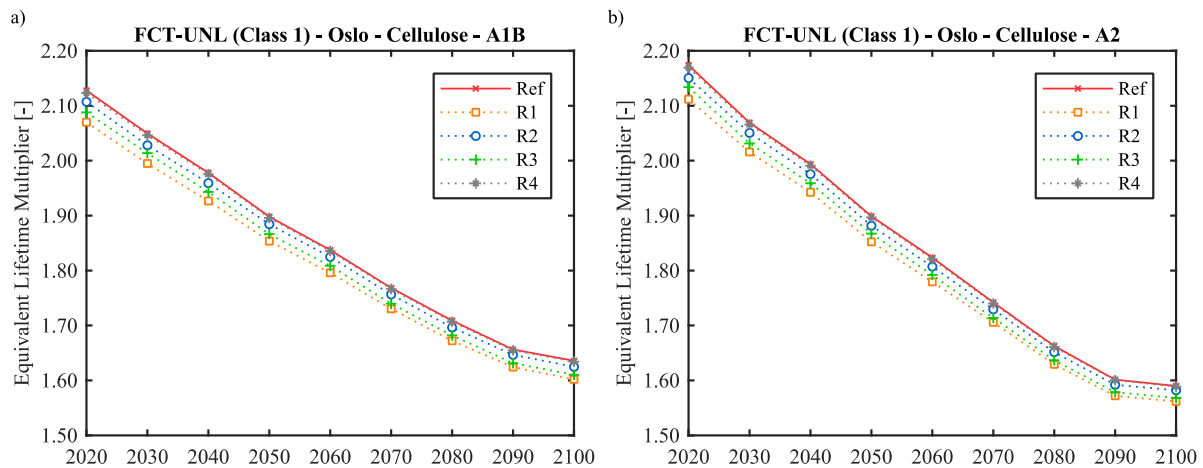 a)
FCT-UNL (Class 1) - Oslo - Cellulose - A1B
Equivalent Lifetime Multiplier [-]
2.20
2.10
2.00
1.90
1.80
1.70
1.60
1.50
2020 2030 2040 2050 2060 2070 2080 2090 2100
Ref
R1
R2
R3
R4
b)
FCT-UNL (Class 1) - Oslo - Cellulose - A2
Equivalent Lifetime Multiplier [-]
2.20
2.10
2.00
1.90
1.80
1.70
1.60
1.50
2020 2030 2040 2050 2060 2070 2080 2090 2100
Ref
R1
R2
R3
R4